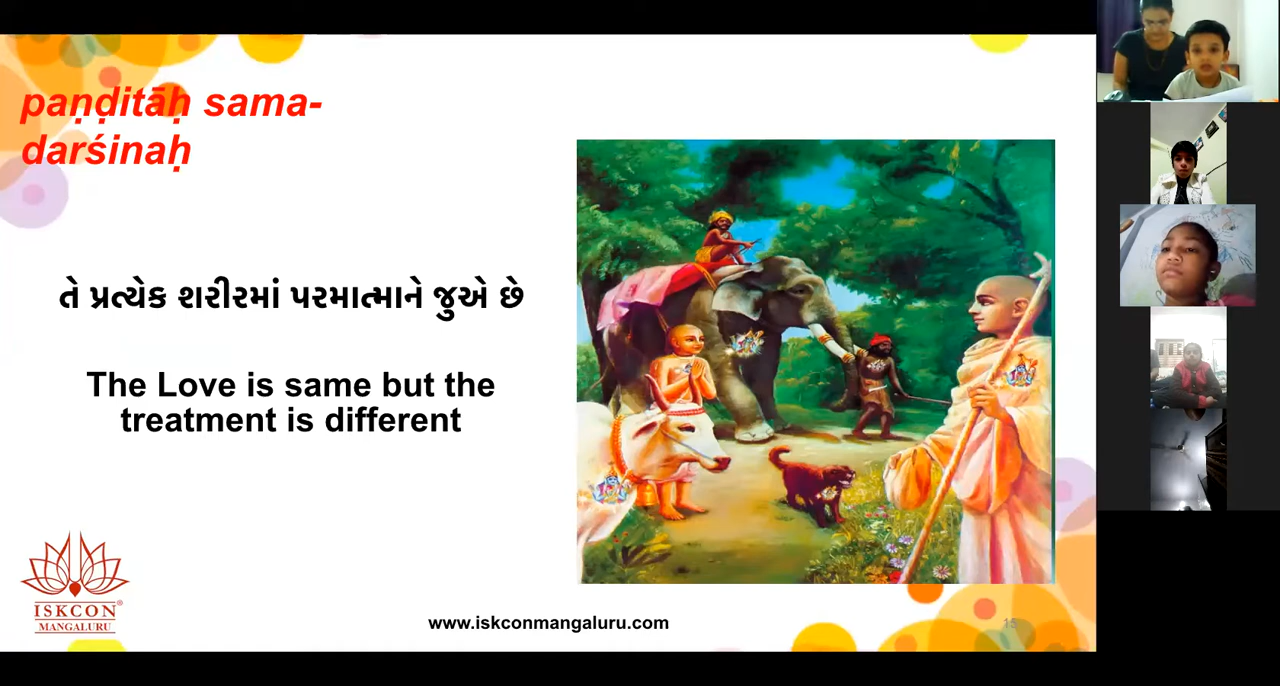 paṇḍitāḥ sama-
darśinaḥ
તે પ્રત્યેક શરીરમાં પરમાત્માને જુએ છે
The Love is same but the
treatment is different
ISKCON®
MANGALURU
www.iskconmangaluru.com
15